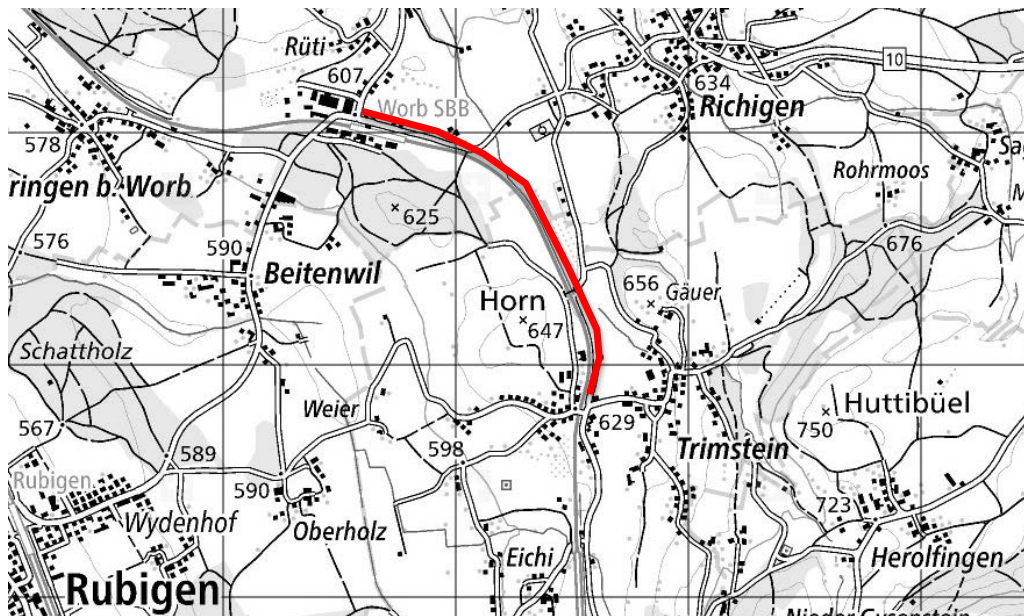 Rüti
607
10
Worb SBB
634
Richigen
578
ringen b. Worb
Rohrmoos
625
576
590
676
Beitenwil
656
Gäuer
Horn
647
Schattholz
Weier
Huttibüel
567
629
750
598
Trimstein
589
Rubigen
590
723
Wydenhof
Oberholz
Eichi
Herolfingen
Rubigen